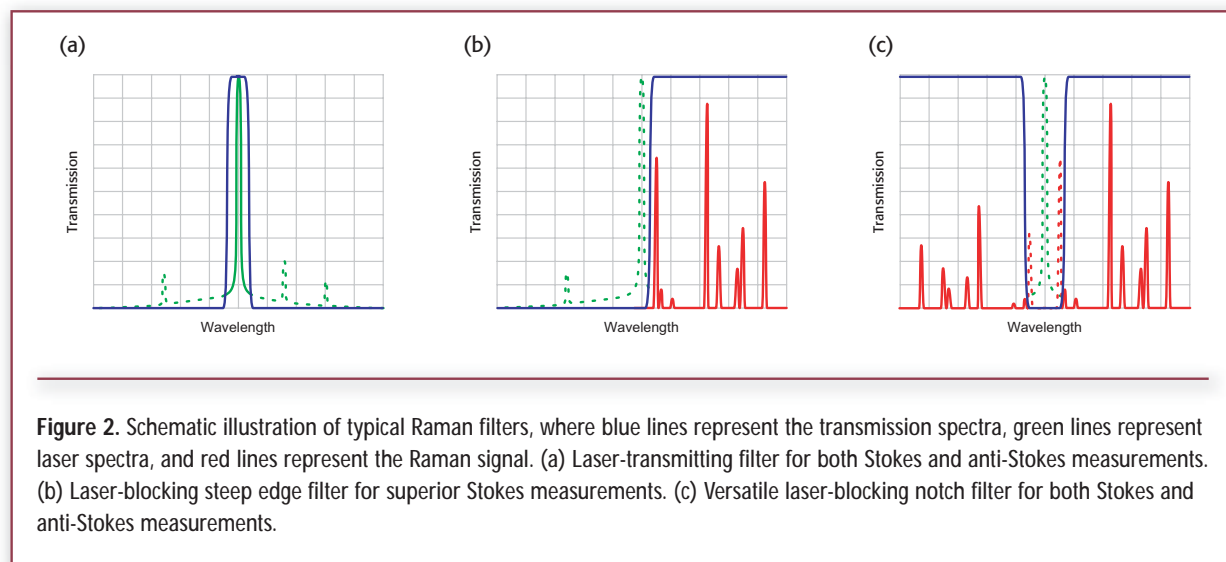 (a)
(b)
(c)
Transmission
Wavelength
Transmission
Wavelength
Transmission
Wavelength
Figure 2. Schematic illustration of typical Raman filters, where blue lines represent the transmission spectra, green lines represent
laser spectra, and red lines represent the Raman signal. (a) Laser-transmitting filter for both Stokes and anti-Stokes measurements.
(b) Laser-blocking steep edge filter for superior Stokes measurements. (c) Versatile laser-blocking notch filter for both Stokes and
anti-Stokes measurements.